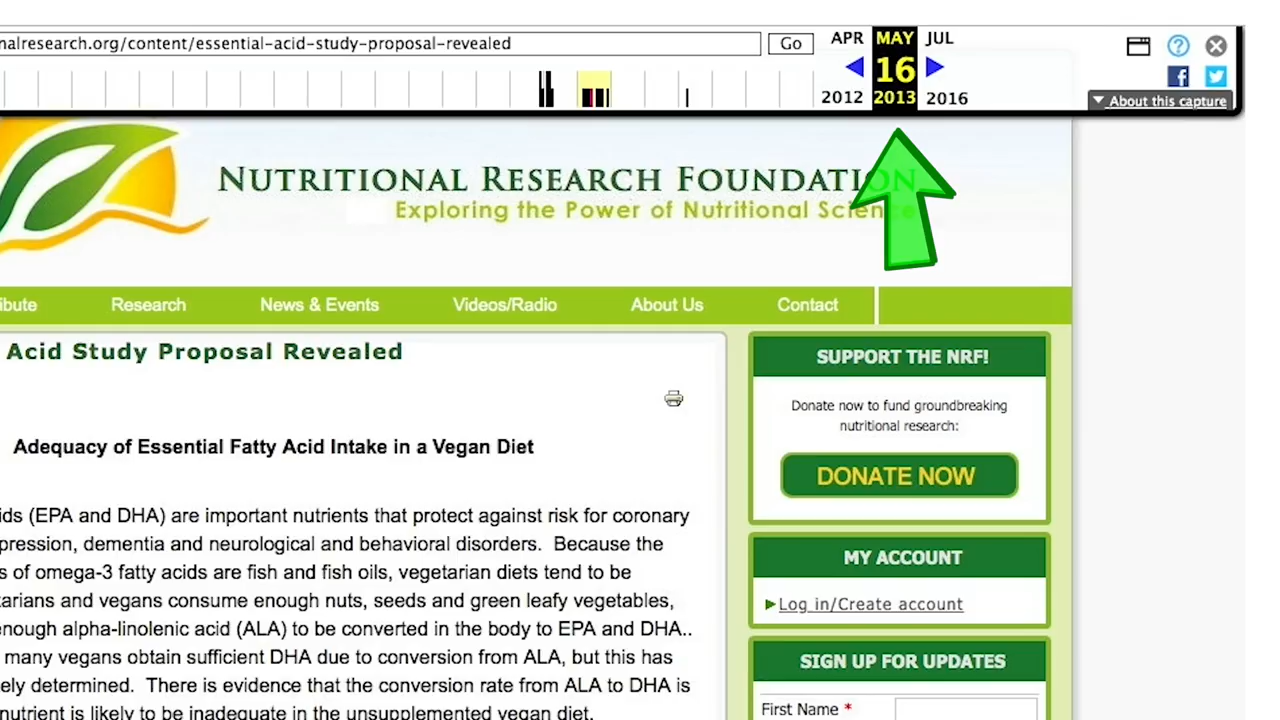 nalresearch.org/content/essential-acid-study-proposal-revealed
Go
APR MAY JUL
16
2012 2013 2016
About this capture
NUTRITIONAL RESEARCH FOUNDATION
Exploring the Power of Nutritional Science
ibute Research News & Events Videos/Radio About Us Contact
Acid Study Proposal Revealed
Adequacy of Essential Fatty Acid Intake in a Vegan Diet
ids (EPA and DHA) are important nutrients that protect against risk for coronary
pression, dementia and neurological and behavioral disorders. Because the
s of omega-3 fatty acids are fish and fish oils, vegetarian diets tend to be
tarians and vegans consume enough nuts, seeds and green leafy vegetables,
enough alpha-linolenic acid (ALA) to be converted in the body to EPA and DHA..
many vegans obtain sufficient DHA due to conversion from ALA, but this has
ely determined. There is evidence that the conversion rate from ALA to DHA is
nutrient is likely to be inadequate in the unsupplemented vegan diet.
SUPPORT THE NRF!
Donate now to fund groundbreaking
nutritional research:
DONATE NOW
MY ACCOUNT
Log in/Create account
SIGN UP FOR UPDATES
First Name *